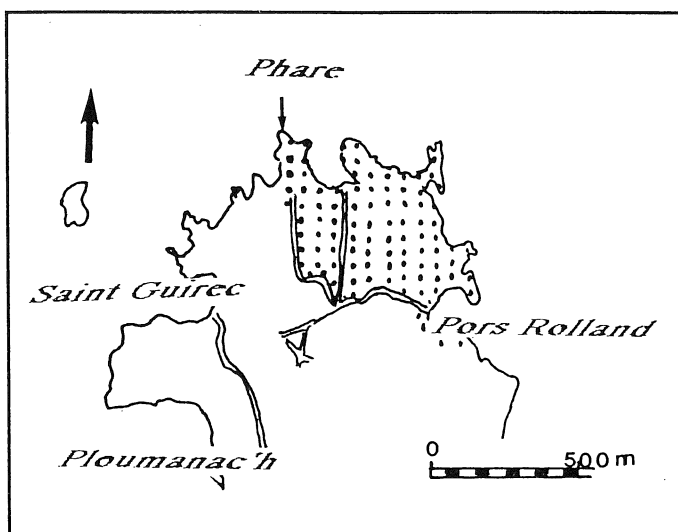 Phare
Saint Guirec
Pors Rolland
Ploumanac'h
0 500 m